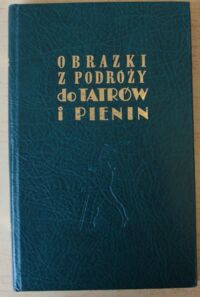 OBRAZKI
Z PODRÓŻY
do TATRÓW
i PIENIN